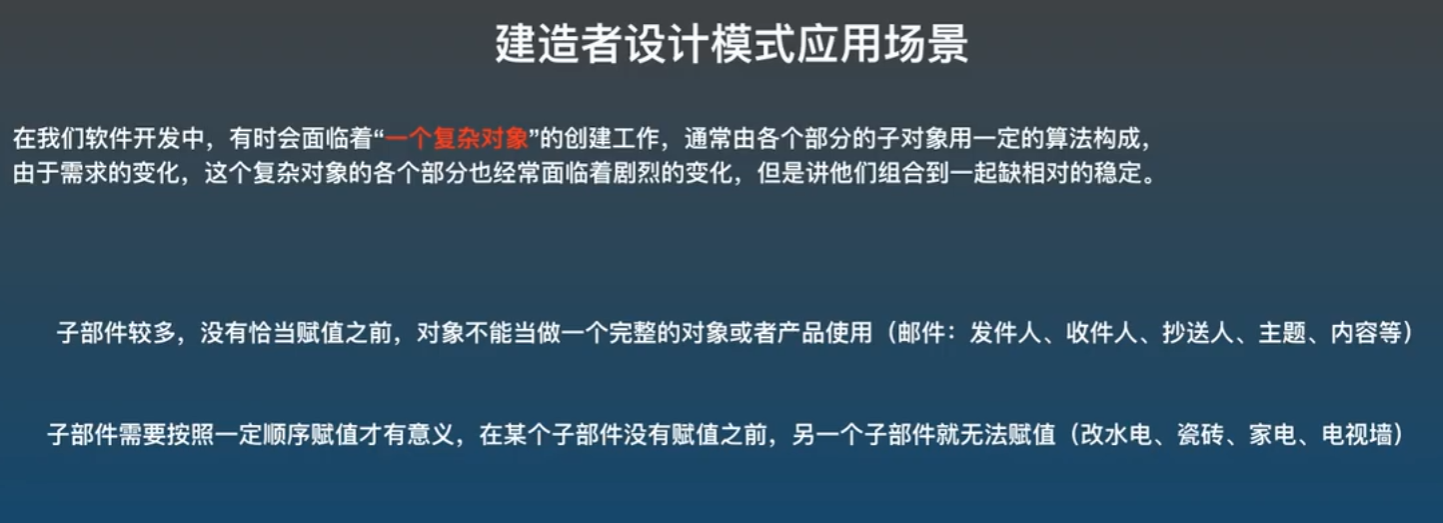 建造者设计模式应用场景
在我们软件开发中，有时会面临着“一个复杂对象”的创建工作，通常由各个部分的子对象用一定的算法构成，
由于需求的变化，这个复杂对象的各个部分也经常面临着剧烈的变化，但是讲他们组合到一起缺相对的稳定。
子部件较多，没有恰当赋值之前，对象不能当做一个完整的对象或者产品使用（邮件：发件人、收件人、抄送人、主题、内容等）
子部件需要按照一定顺序赋值才有意义，在某个子部件没有赋值之前，另一个子部件就无法赋值（改水电、瓷砖、家电、电视墙）